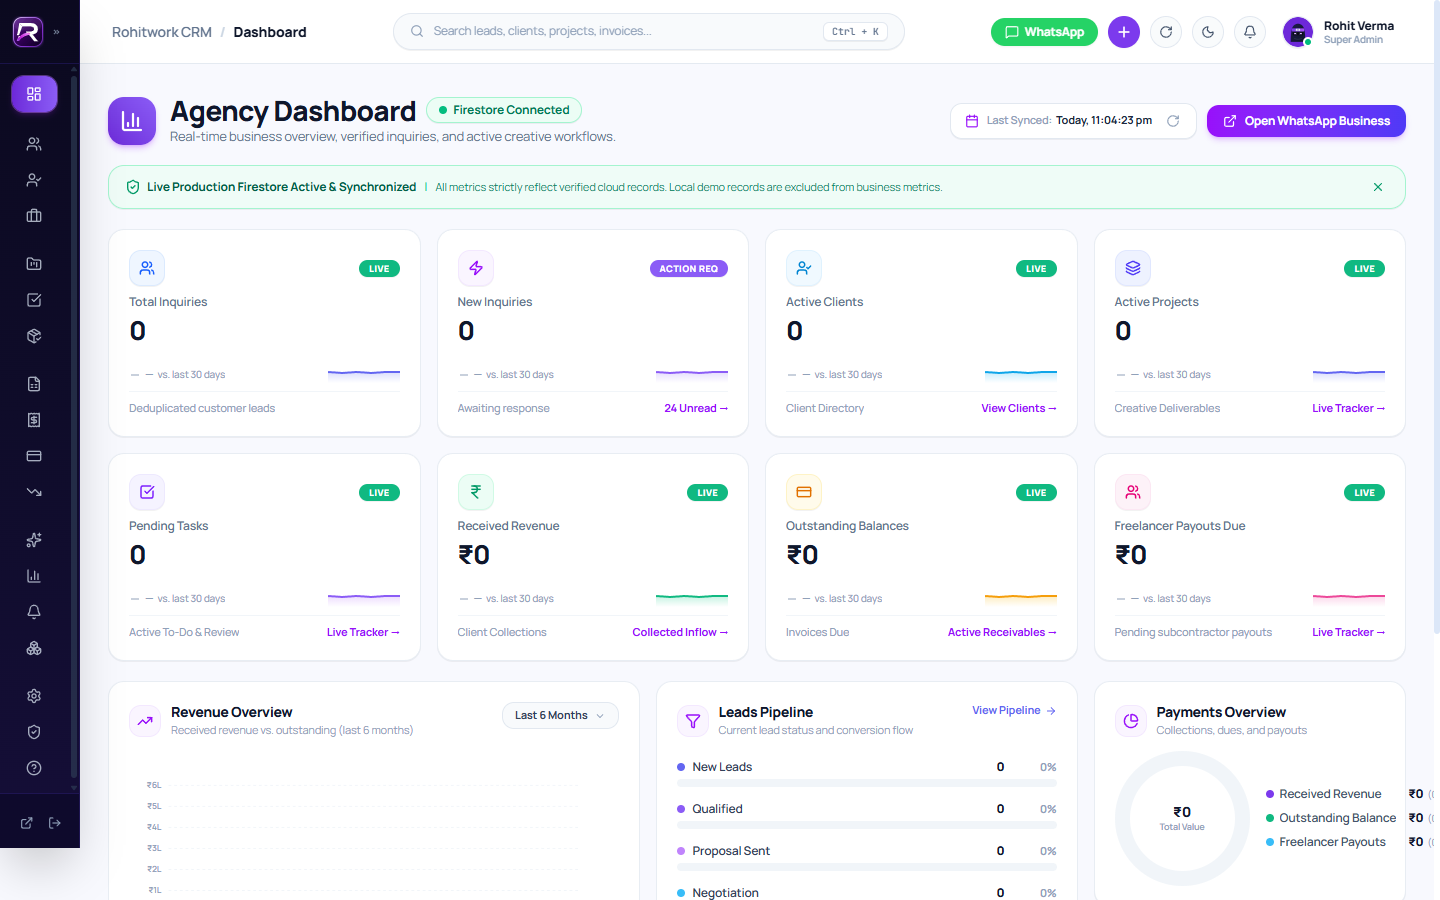 R »
Rohitwork CRM / Dashboard
Search leads, clients, projects, invoices... Ctrl + K
WhatsApp
Rohit Verma
Super Admin
Agency Dashboard
Firestore Connected
Real-time business overview, verified inquiries, and active creative workflows.
Last Synced: Today, 11:04:23 pm
Open WhatsApp Business
Live Production Firestore Active & Synchronized | All metrics strictly reflect verified cloud records. Local demo records are excluded from business metrics.
LIVE
Total Inquiries
0
— — vs. last 30 days
Deduplicated customer leads
ACTION REQ
New Inquiries
0
— — vs. last 30 days
Awaiting response 24 Unread →
LIVE
Active Clients
0
— — vs. last 30 days
Client Directory View Clients →
LIVE
Active Projects
0
— — vs. last 30 days
Creative Deliverables Live Tracker →
LIVE
Pending Tasks
0
— — vs. last 30 days
Active To-Do & Review Live Tracker →
₹ LIVE
Received Revenue
₹0
— — vs. last 30 days
Client Collections Collected Inflow →
LIVE
Outstanding Balances
₹0
— — vs. last 30 days
Invoices Due Active Receivables →
LIVE
Freelancer Payouts Due
₹0
— — vs. last 30 days
Pending subcontractor payouts Live Tracker →
Revenue Overview
Received revenue vs. outstanding (last 6 months)
Last 6 Months
₹6L
₹5L
₹4L
₹3L
₹2L
₹1L
Leads Pipeline
Current lead status and conversion flow
View Pipeline →
New Leads 0 0%
Qualified 0 0%
Proposal Sent 0 0%
Negotiation 0 0%
Payments Overview
Collections, dues, and payouts
₹0
Total Value
Received Revenue ₹0
Outstanding Balance ₹0
Freelancer Payouts ₹0